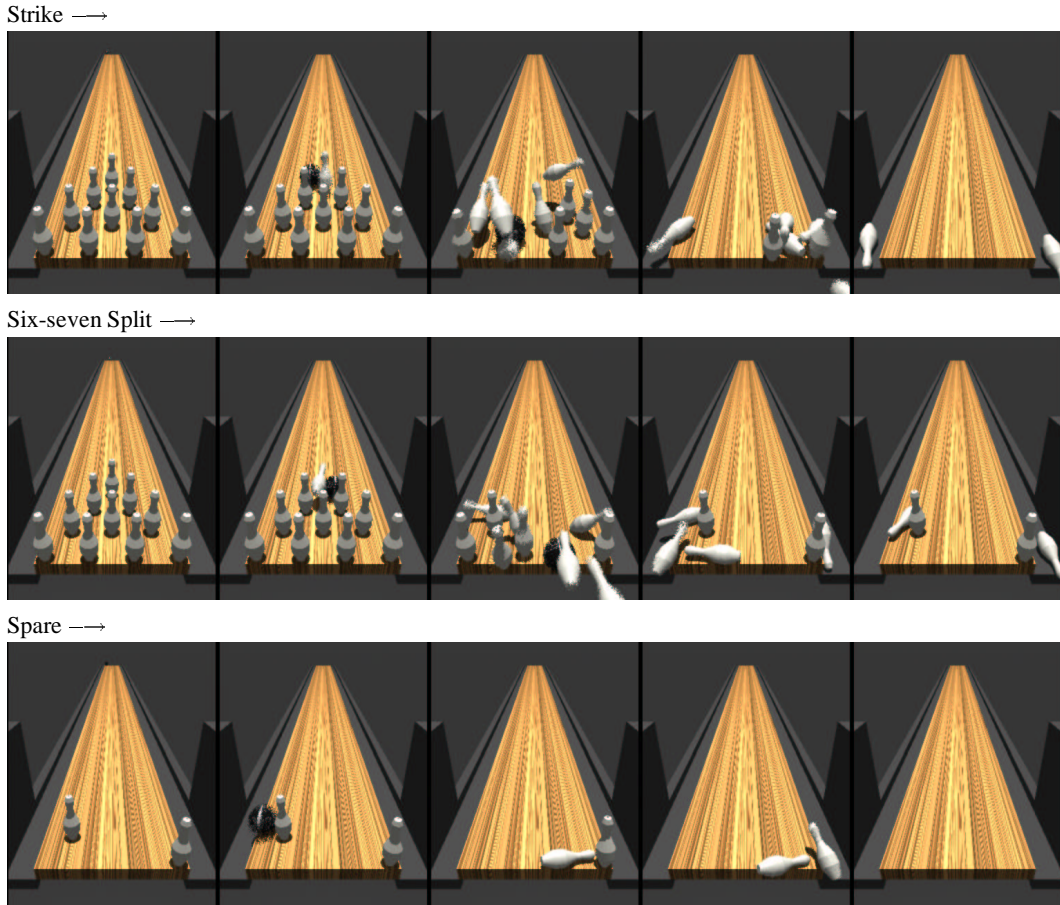 Strike →
Six-seven Split →
Spare →